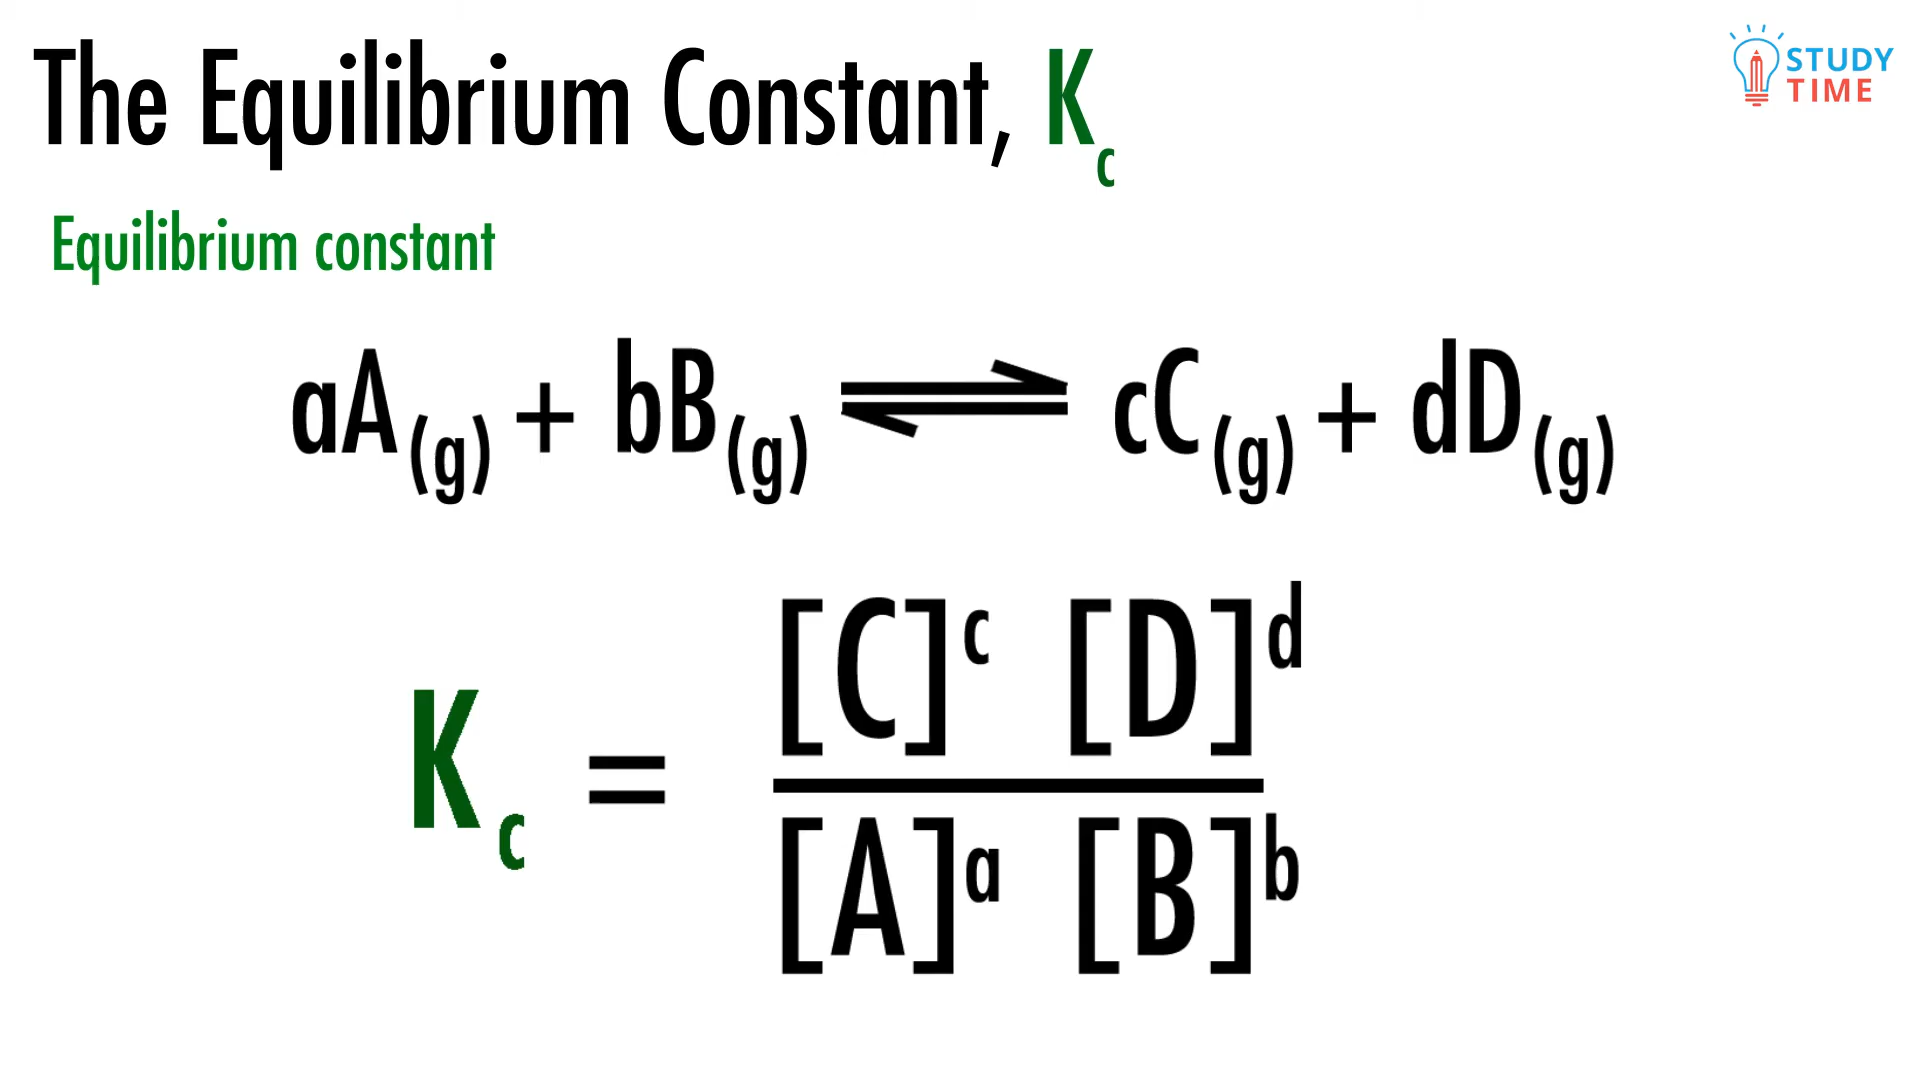 The Equilibrium Constant, Kc
STUDY
TIME
Equilibrium constant
aA(g) + bB(g) ⇌ cC(g) + dD(g)
[C]^c [D]^d
Kc =
[A]^a [B]^b